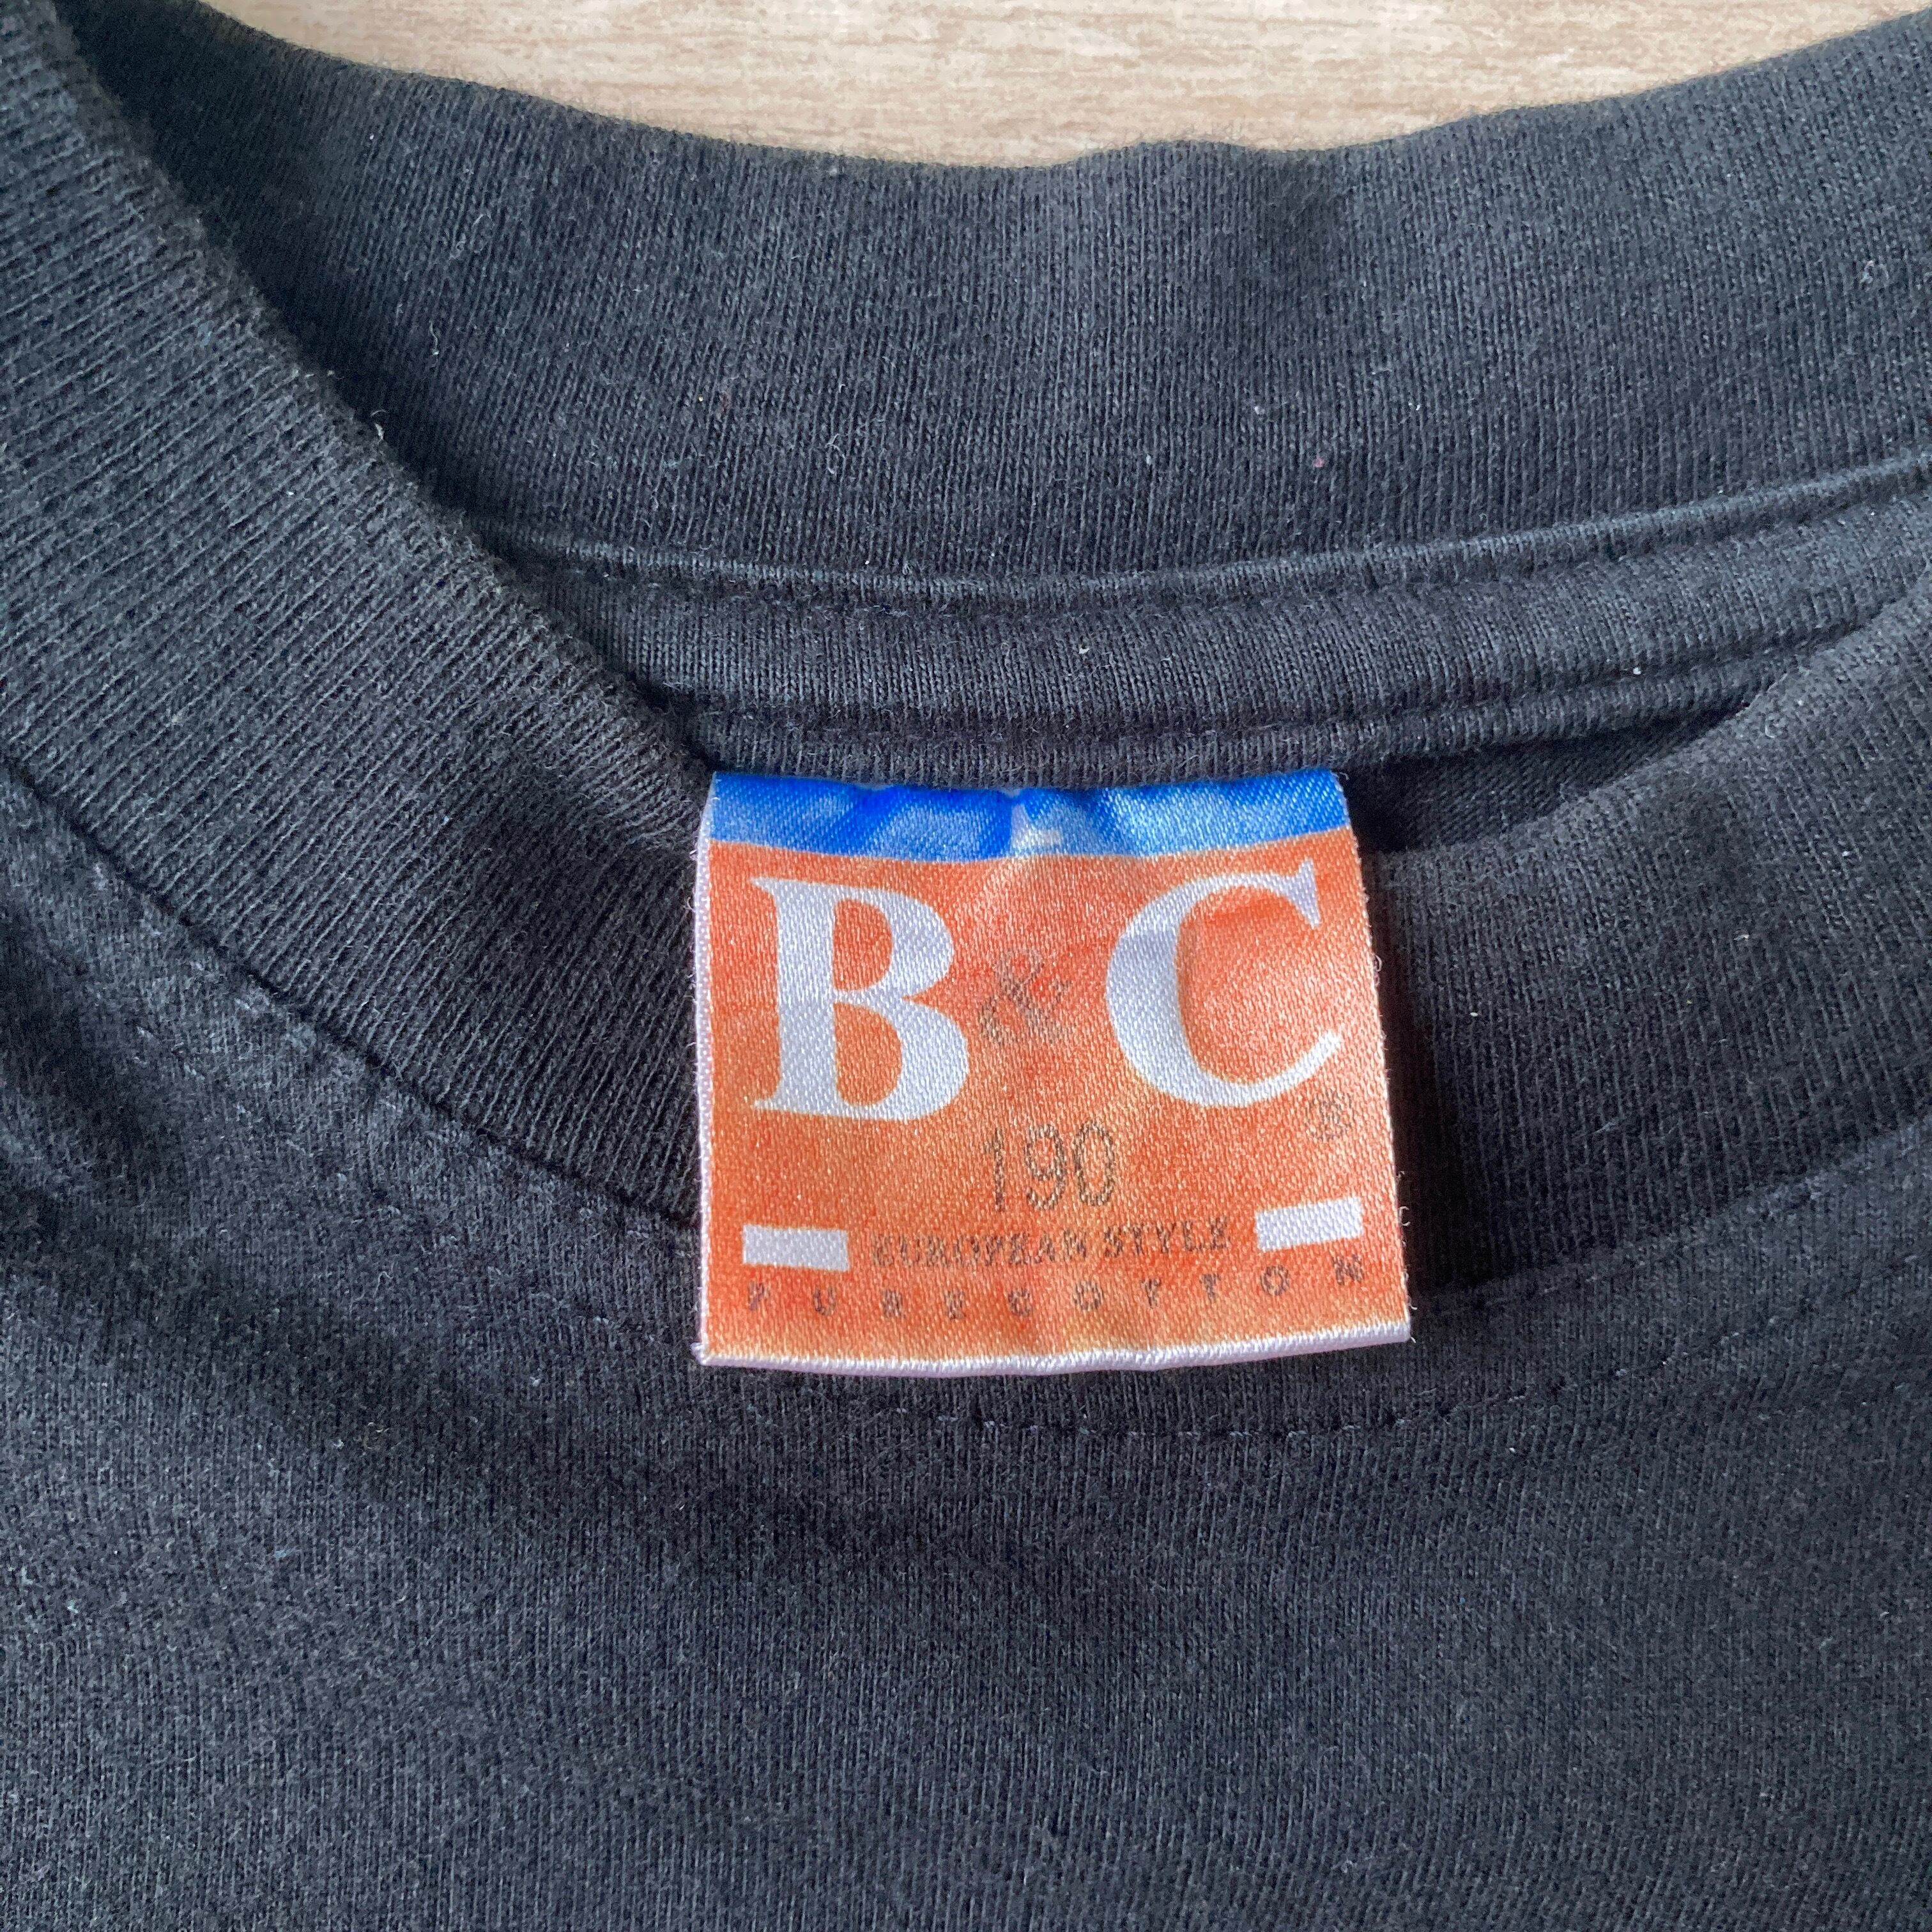 B & C ®
190
EUROPEAN STYLE
PURE COTTON